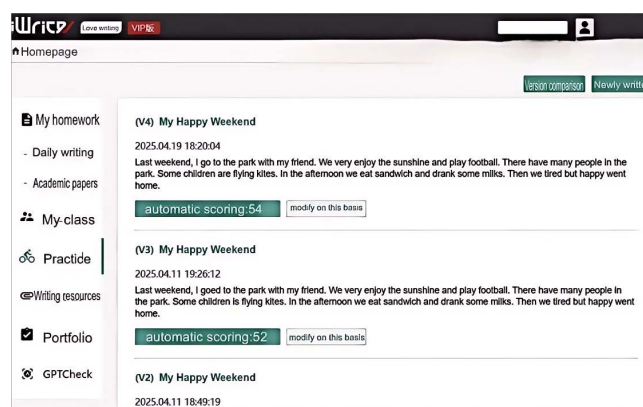 iWrite
Love writing
VIP版
Homepage
Version comparison
Newly writte
My homework
- Daily writing
- Academic papers
My-class
Practide
Writing resources
Portfolio
GPTCheck
(V4) My Happy Weekend
2025.04.19 18:20:04
Last weekend, I go to the park with my friend. We very enjoy the sunshine and play football. There have many people in the
park. Some children are flying kites. In the afternoon we eat sandwich and drank some milks. Then we tired but happy went
home.
automatic scoring:54
modify on this basis
(V3) My Happy Weekend
2025.04.11 19:26:12
Last weekend, I goed to the park with my friend. We very enjoy the sunshine and play football. There have many people in
the park. Some children is flying kites. In the afternoon we eat sandwich and drank some milks. Then we tired but happy went
home.
automatic scoring:52
modify on this basis
(V2) My Happy Weekend
2025.04.11 18:49:19